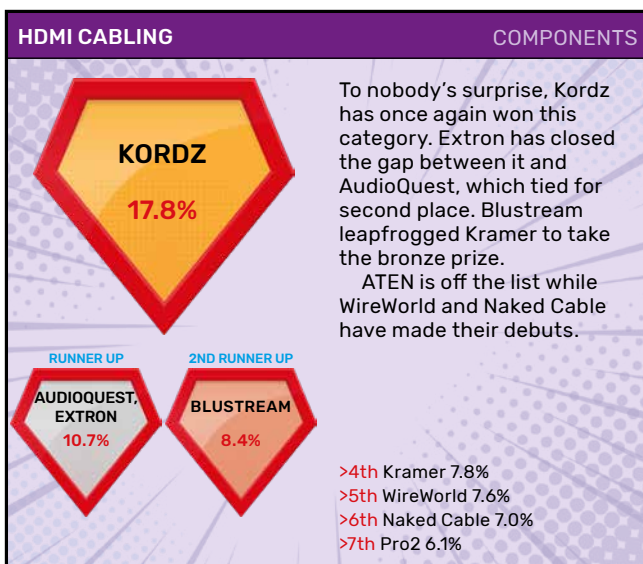 HDMI CABLING
COMPONENTS
KORDZ
17.8%
To nobody's surprise, Kordz
has once again won this
category. Extron has closed
the gap between it and
AudioQuest, which tied for
second place. Blustream
leapfrogged Kramer to take
the bronze prize.
ATEN is off the list while
WireWorld and Naked Cable
have made their debuts.
RUNNER UP
AUDIOQUEST,
EXTRON
10.7%
2ND RUNNER UP
BLUSTREAM
8.4%
>4th Kramer 7.8%
>5th WireWorld 7.6%
>6th Naked Cable 7.0%
>7th Pro2 6.1%